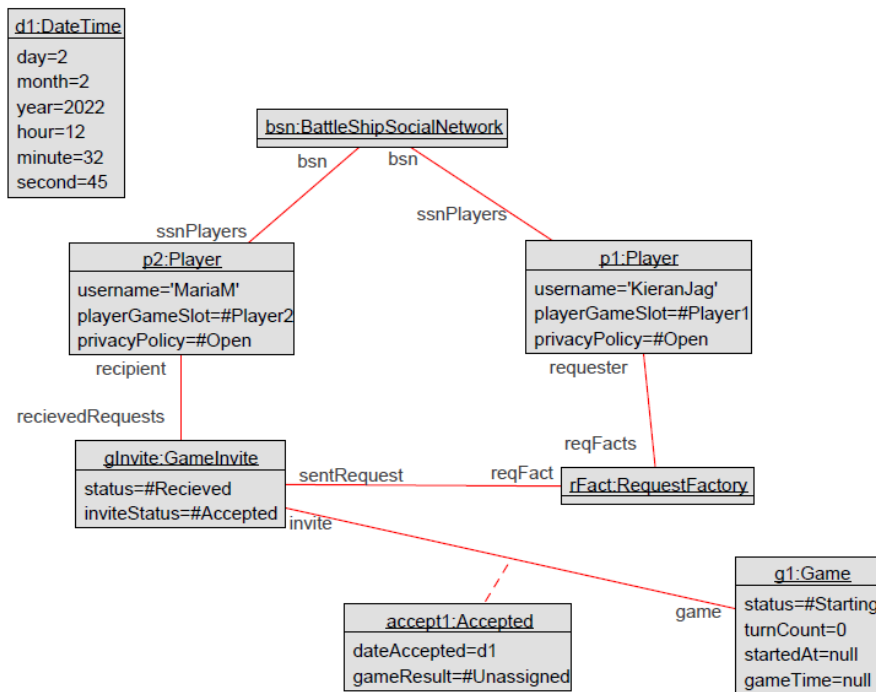 d1:DateTime
day=2
month=2
year=2022
hour=12
minute=32
second=45
bsn:BattleShipSocialNetwork
bsn
bsn
ssnPlayers
ssnPlayers
p2:Player
username='MariaM'
playerGameSlot=#Player2
privacyPolicy=#Open
p1:Player
username='KieranJag'
playerGameSlot=#Player1
privacyPolicy=#Open
recipient
requester
recievedRequests
reqFacts
gInvite:GameInvite
status=#Recieved
inviteStatus=#Accepted
sentRequest
reqFact
rFact:RequestFactory
invite
game
accept1:Accepted
dateAccepted=d1
gameResult=#Unassigned
g1:Game
status=#Starting
turnCount=0
startedAt=null
gameTime=null